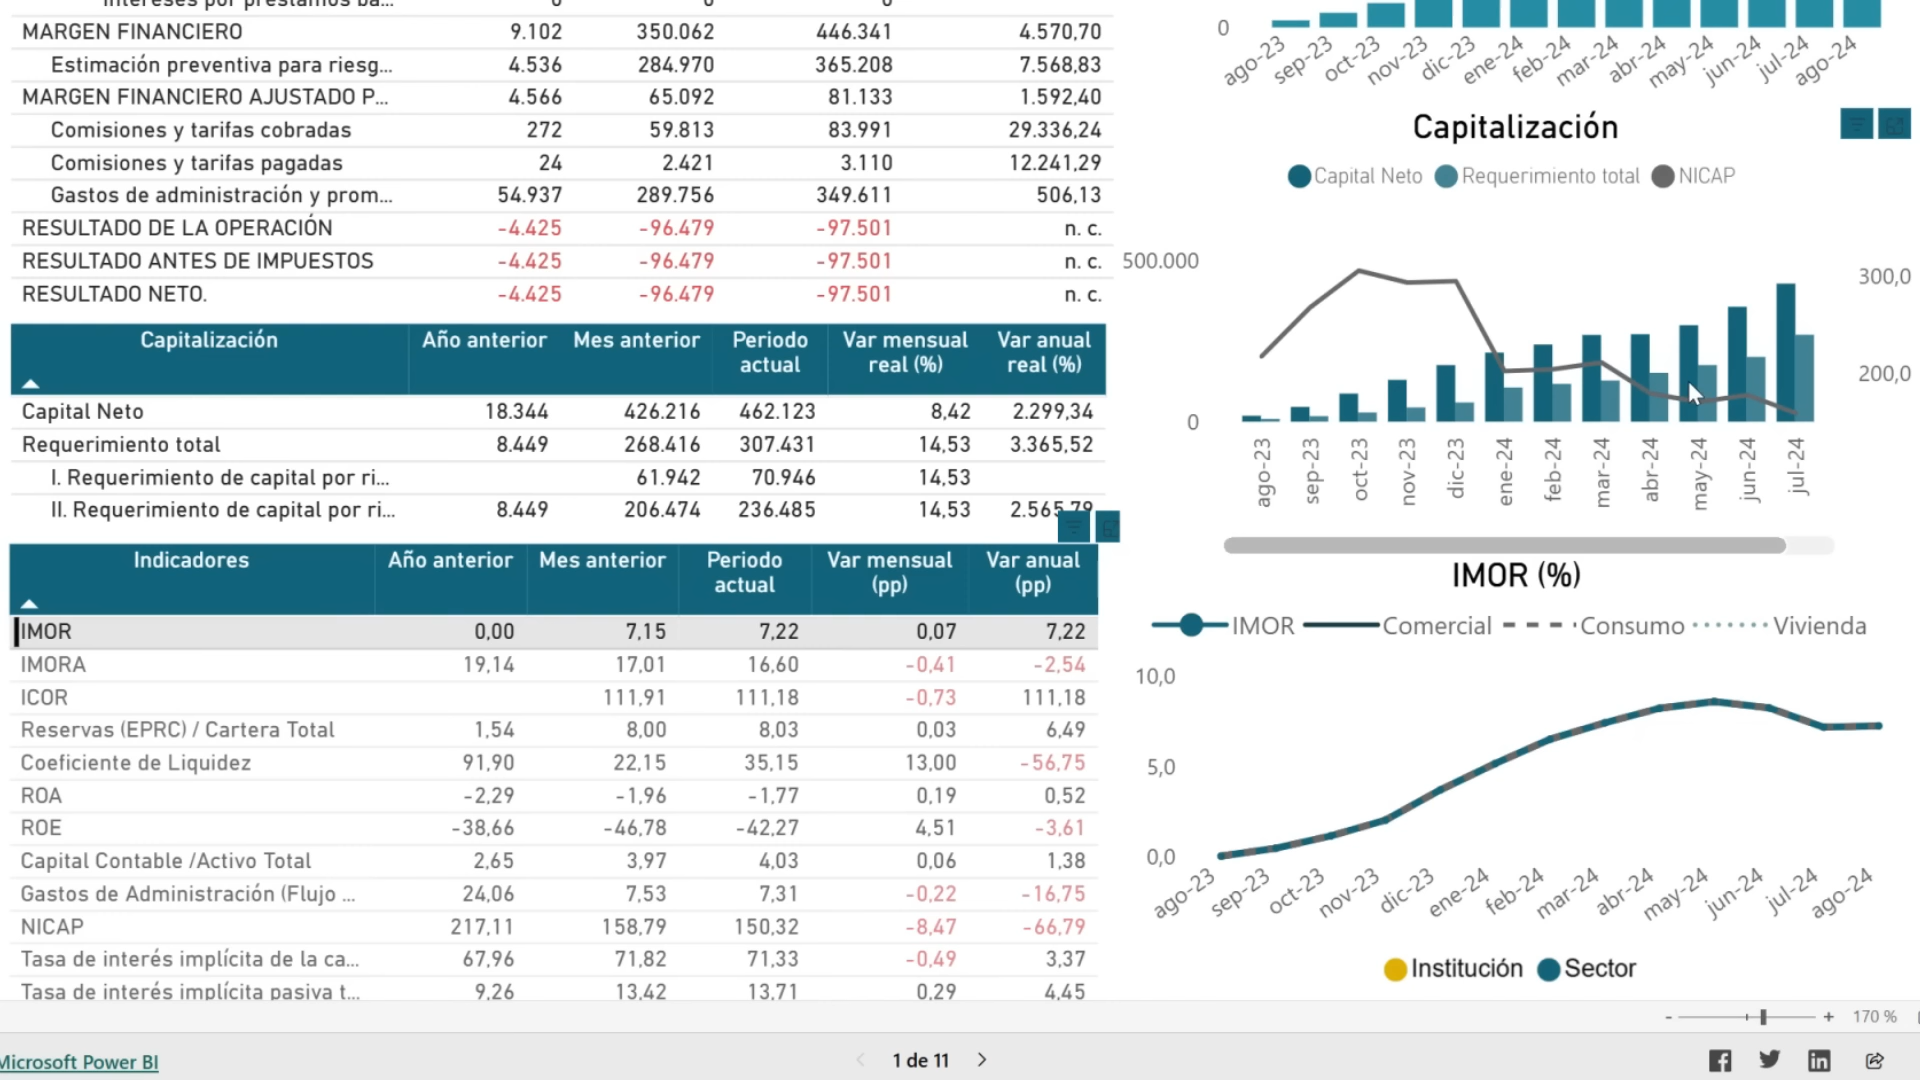 Intereses por préstamos ba... 0 0 0
MARGEN FINANCIERO 9.102 350.062 446.341 4.570,70
Estimación preventiva para riesg... 4.536 284.970 365.208 7.568,83
MARGEN FINANCIERO AJUSTADO P... 4.566 65.092 81.133 1.592,40
Comisiones y tarifas cobradas 272 59.813 83.991 29.336,24
Comisiones y tarifas pagadas 24 2.421 3.110 12.241,29
Gastos de administración y prom... 54.937 289.756 349.611 506,13
RESULTADO DE LA OPERACIÓN -4.425 -96.479 -97.501 n. c.
RESULTADO ANTES DE IMPUESTOS -4.425 -96.479 -97.501 n. c.
RESULTADO NETO. -4.425 -96.479 -97.501 n. c.
Capitalización Año anterior Mes anterior Periodo actual Var mensual real (%) Var anual real (%)
Capital Neto 18.344 426.216 462.123 8,42 2.299,34
Requerimiento total 8.449 268.416 307.431 14,53 3.365,52
I. Requerimiento de capital por ri... 61.942 70.946 14,53
II. Requerimiento de capital por ri... 8.449 206.474 236.485 14,53 2.565,79
Indicadores Año anterior Mes anterior Periodo actual Var mensual (pp) Var anual (pp)
IMOR 0,00 7,15 7,22 0,07 7,22
IMORA 19,14 17,01 16,60 -0,41 -2,54
ICOR 111,91 111,18 -0,73 111,18
Reservas (EPRC) / Cartera Total 1,54 8,00 8,03 0,03 6,49
Coeficiente de Liquidez 91,90 22,15 35,15 13,00 -56,75
ROA -2,29 -1,96 -1,77 0,19 0,52
ROE -38,66 -46,78 -42,27 4,51 -3,61
Capital Contable /Activo Total 2,65 3,97 4,03 0,06 1,38
Gastos de Administración (Flujo ... 24,06 7,53 7,31 -0,22 -16,75
NICAP 217,11 158,79 150,32 -8,47 -66,79
Tasa de interés implícita de la ca... 67,96 71,82 71,33 -0,49 3,37
Tasa de interés implícita pasiva t... 9,26 13,42 13,71 0,29 4,45
0
ago-23 sep-23 oct-23 nov-23 dic-23 ene-24 feb-24 mar-24 abr-24 may-24 jun-24 jul-24 ago-24
Capitalización
Capital Neto Requerimiento total NICAP
500.000 300,0
200,0
0
ago-23 sep-23 oct-23 nov-23 dic-23 ene-24 feb-24 mar-24 abr-24 may-24 jun-24 jul-24
IMOR (%)
IMOR Comercial Consumo Vivienda
10,0
5,0
0,0
ago-23 sep-23 oct-23 nov-23 dic-23 ene-24 feb-24 mar-24 abr-24 may-24 jun-24 jul-24 ago-24
Institución Sector
- + 170 %
Microsoft Power BI 1 de 11